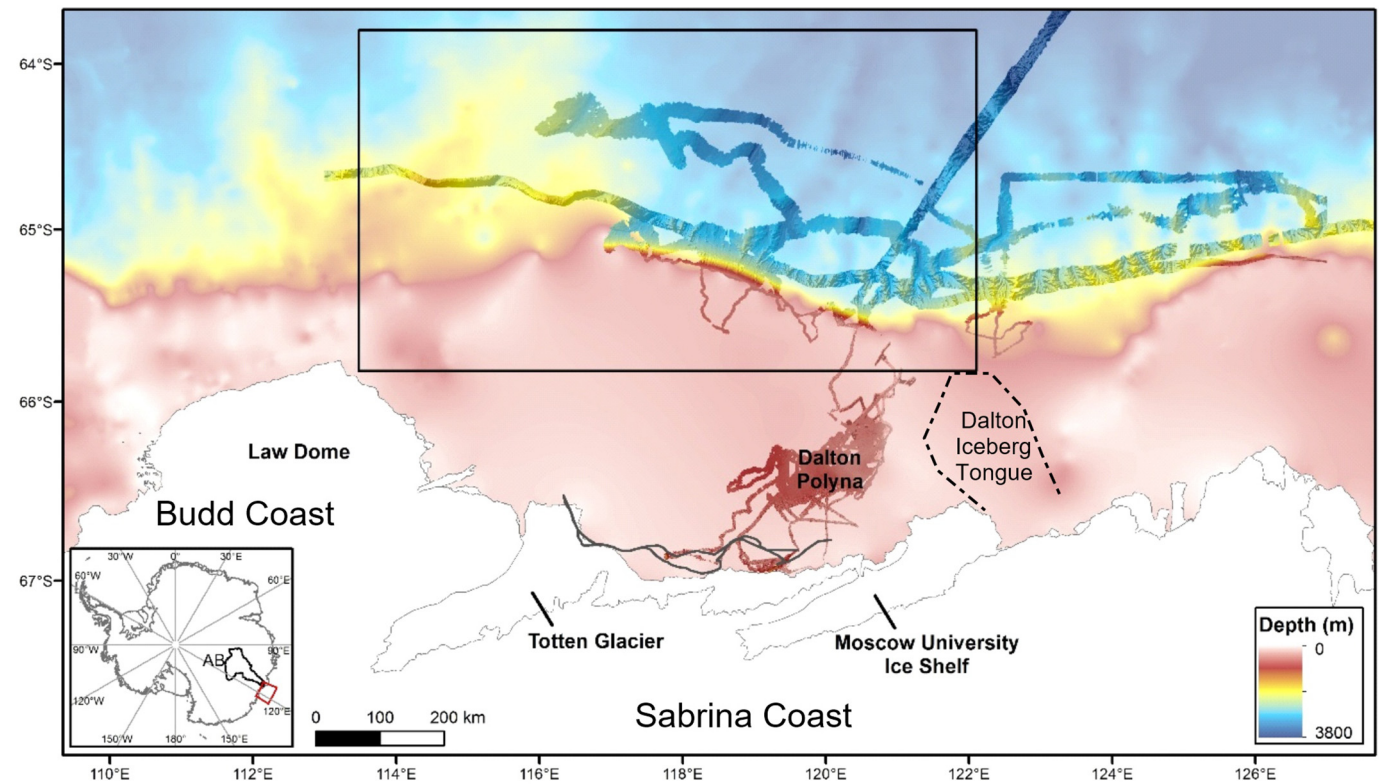 64°S
65°S
66°S
67°S
Law Dome
Budd Coast
Dalton
Polyna
Dalton
Iceberg
Tongue
Totten Glacier
Moscow University
Ice Shelf
Sabrina Coast
30°W
0°
30°E
60°W
60°E
90°W
AB
90°E
120°W
120°E
150°W
180°
150°E
0
100
200 km
Depth (m)
0
3800
110°E
112°E
114°E
116°E
118°E
120°E
122°E
124°E
126°E